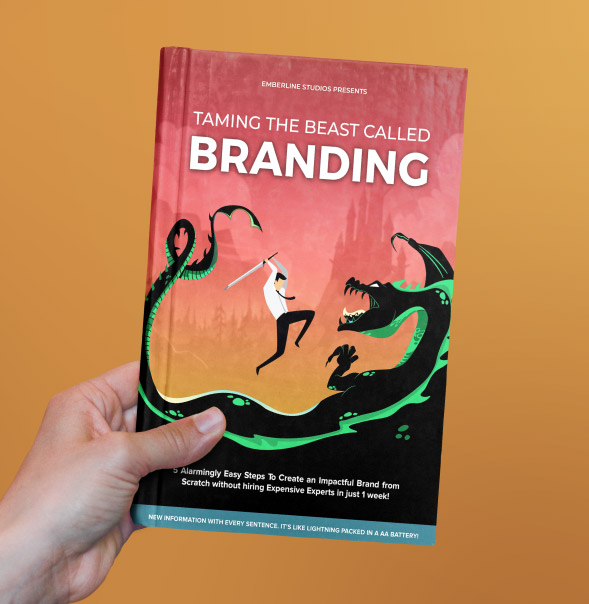 EMBERLINE STUDIOS PRESENTS
TAMING THE BEAST CALLED
BRANDING
5 Alarmingly Easy Steps To Create an Impactful Brand from
Scratch without hiring Expensive Experts in just 1 week!
NEW INFORMATION WITH EVERY SENTENCE. IT'S LIKE LIGHTNING PACKED IN A AA BATTERY!